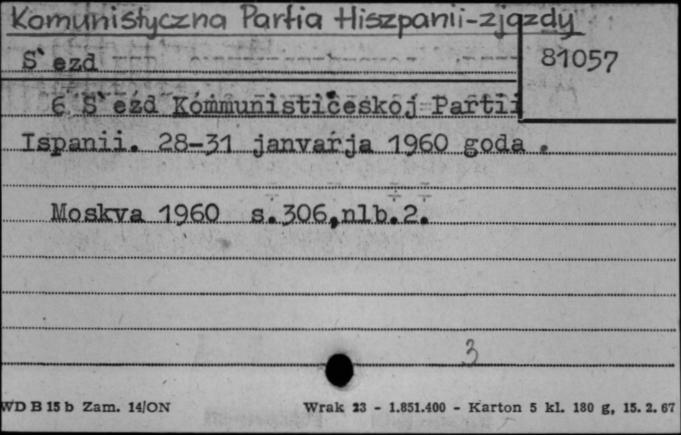 Komunistyczna Partia Hiszpanii-zjazdy
81057
S`ezd
6 S`ezd Kommunističeskoj Partii
Ispanii. 28-31 janvarja 1960 goda .
Moskva 1960 s.306,nlb.2.
3
WD B 15 b Zam. 14/ON Wrak 23 - 1.851.400 - Karton 5 kl. 180 g, 15. 2. 67